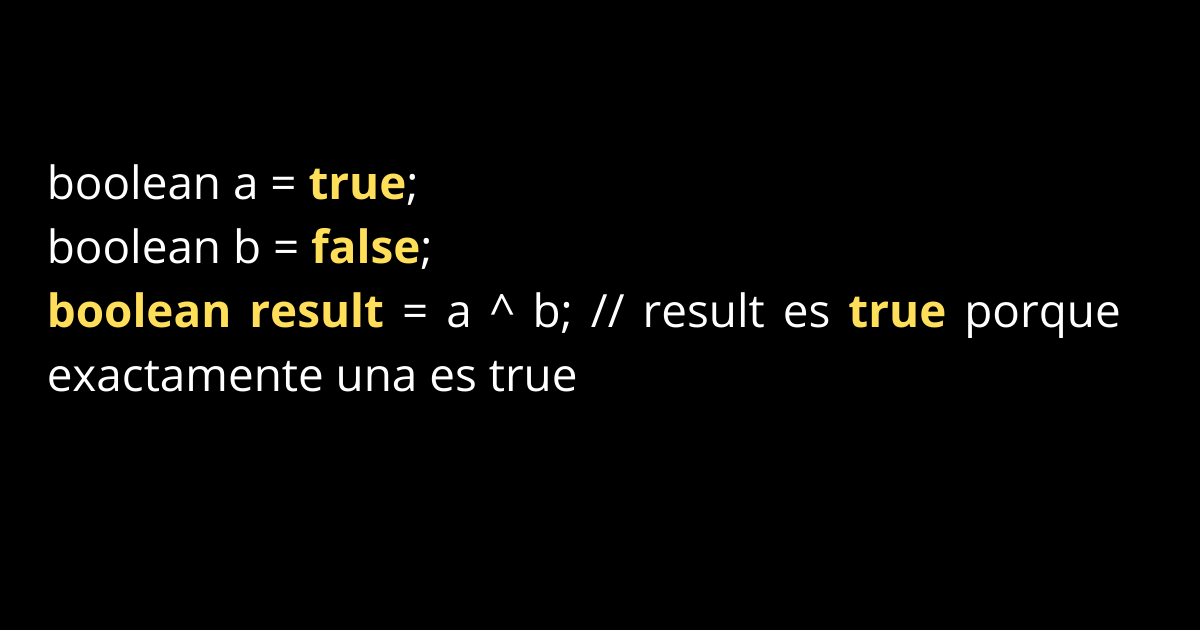 boolean a = true;
boolean b = false;
boolean result = a ^ b; // result es true porque
exactamente una es true